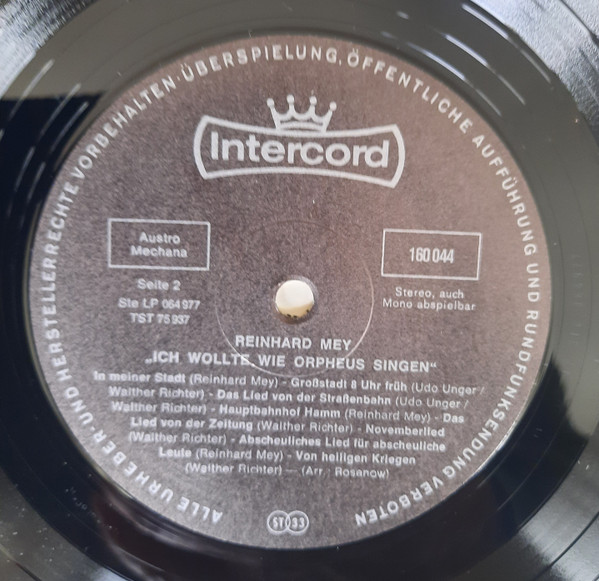 ALLE URHEBER- UND HERSTELLERRECHTE VORBEHALTEN · ÜBERSPIELUNG, ÖFFENTLICHE AUFFÜHRUNG UND RUNDFUNKSENDUNG VERBOTEN
Intercord
Austro
Mechana
160 044
Seite 2
Ste LP 064 977
TST 75 937
Stereo, auch
Mono abspielbar
REINHARD MEY
„ICH WOLLTE WIE ORPHEUS SINGEN“
In meiner Stadt (Reinhard Mey) - Großstadt 8 Uhr früh (Udo Unger /
Walther Richter) - Das Lied von der Straßenbahn (Udo Unger /
Walther Richter) - Hauptbahnhof Hamm (Reinhard Mey) - Das
Lied von der Zeitung (Walther Richter) - Novemberlied
(Walther Richter) - Abscheuliches Lied für abscheuliche
Leute (Reinhard Mey) - Von heiligen Kriegen
(Walther Richter) — (Arr.: Rosanow)
ST 33